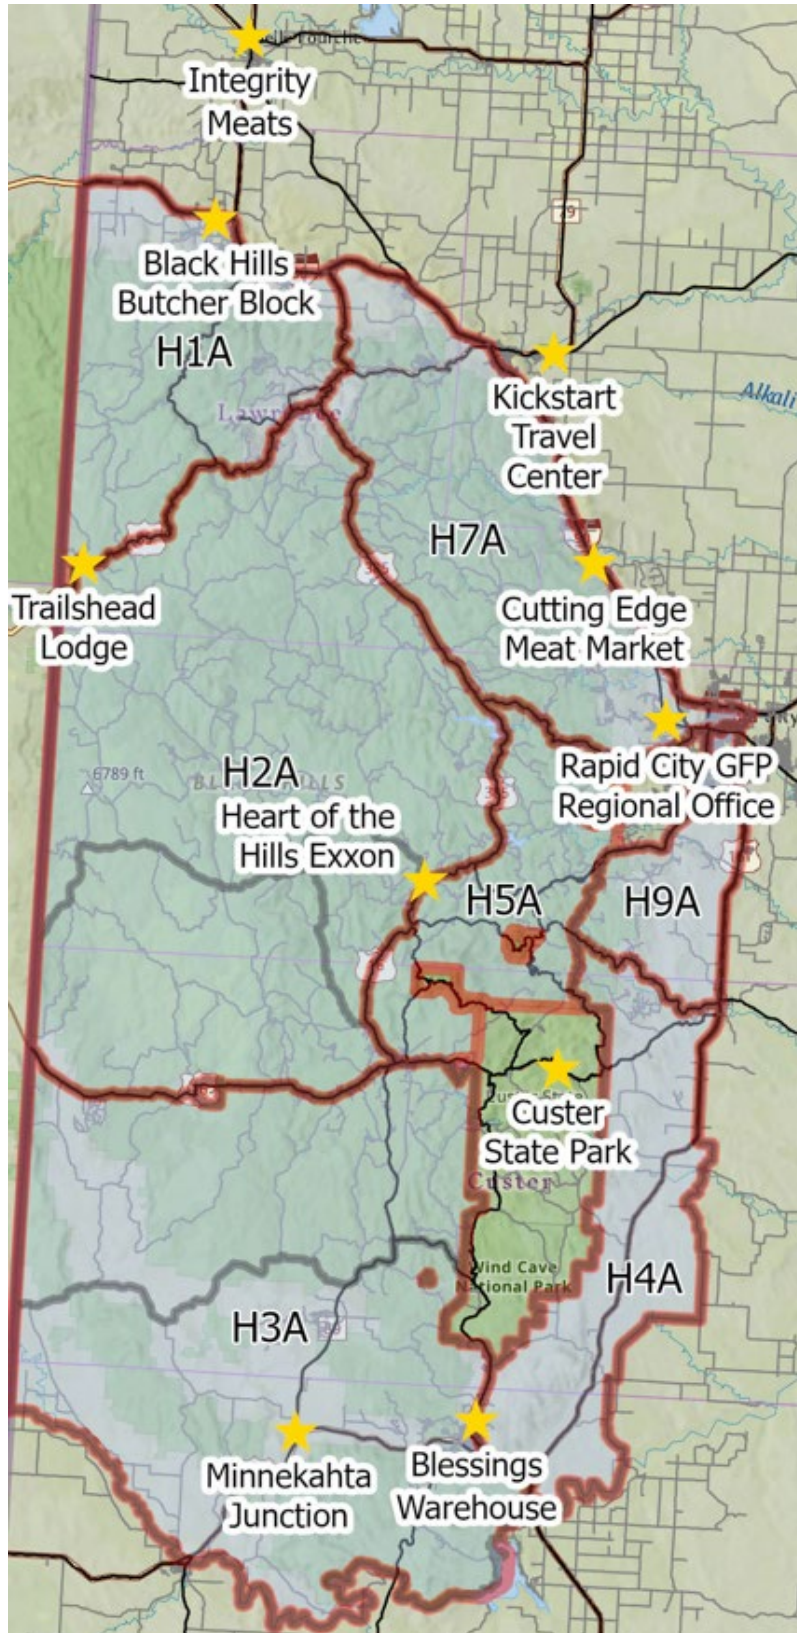 Integrity
Meats
79
Black Hills
Butcher Block
H1A
Kickstart
Travel
Center
Alkali
H7A
Trailshead
Lodge
Cutting Edge
Meat Market
H2A
6789 ft
Rapid City GFP
Regional Office
Heart of the
Hills Exxon
H5A
H9A
Custer
State Park
Custer
Wind Cave
National Park
H4A
H3A
Minnekahta
Junction
Blessings
Warehouse